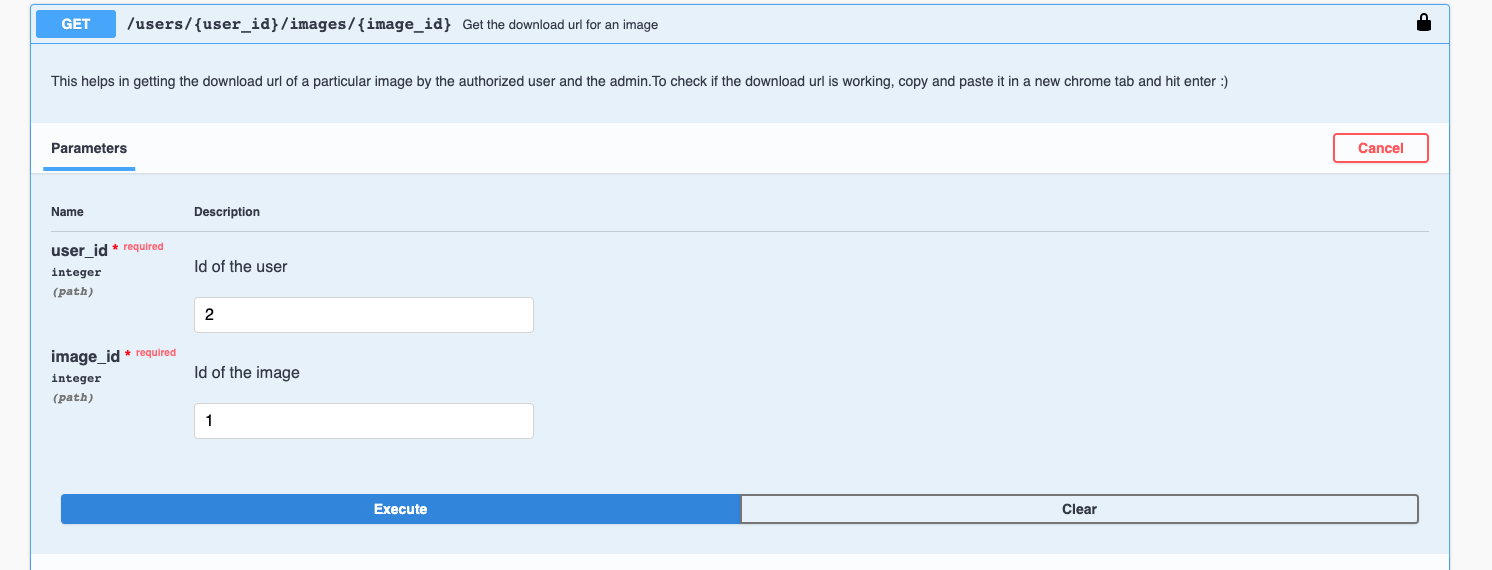 GET /users/{user_id}/images/{image_id} Get the download url for an image
This helps in getting the download url of a particular image by the authorized user and the admin.To check if the download url is working, copy and paste it in a new chrome tab and hit enter :)
Parameters Cancel
Name Description
user_id * required
integer
(path)
Id of the user
2
image_id * required
integer
(path)
Id of the image
1
Execute Clear